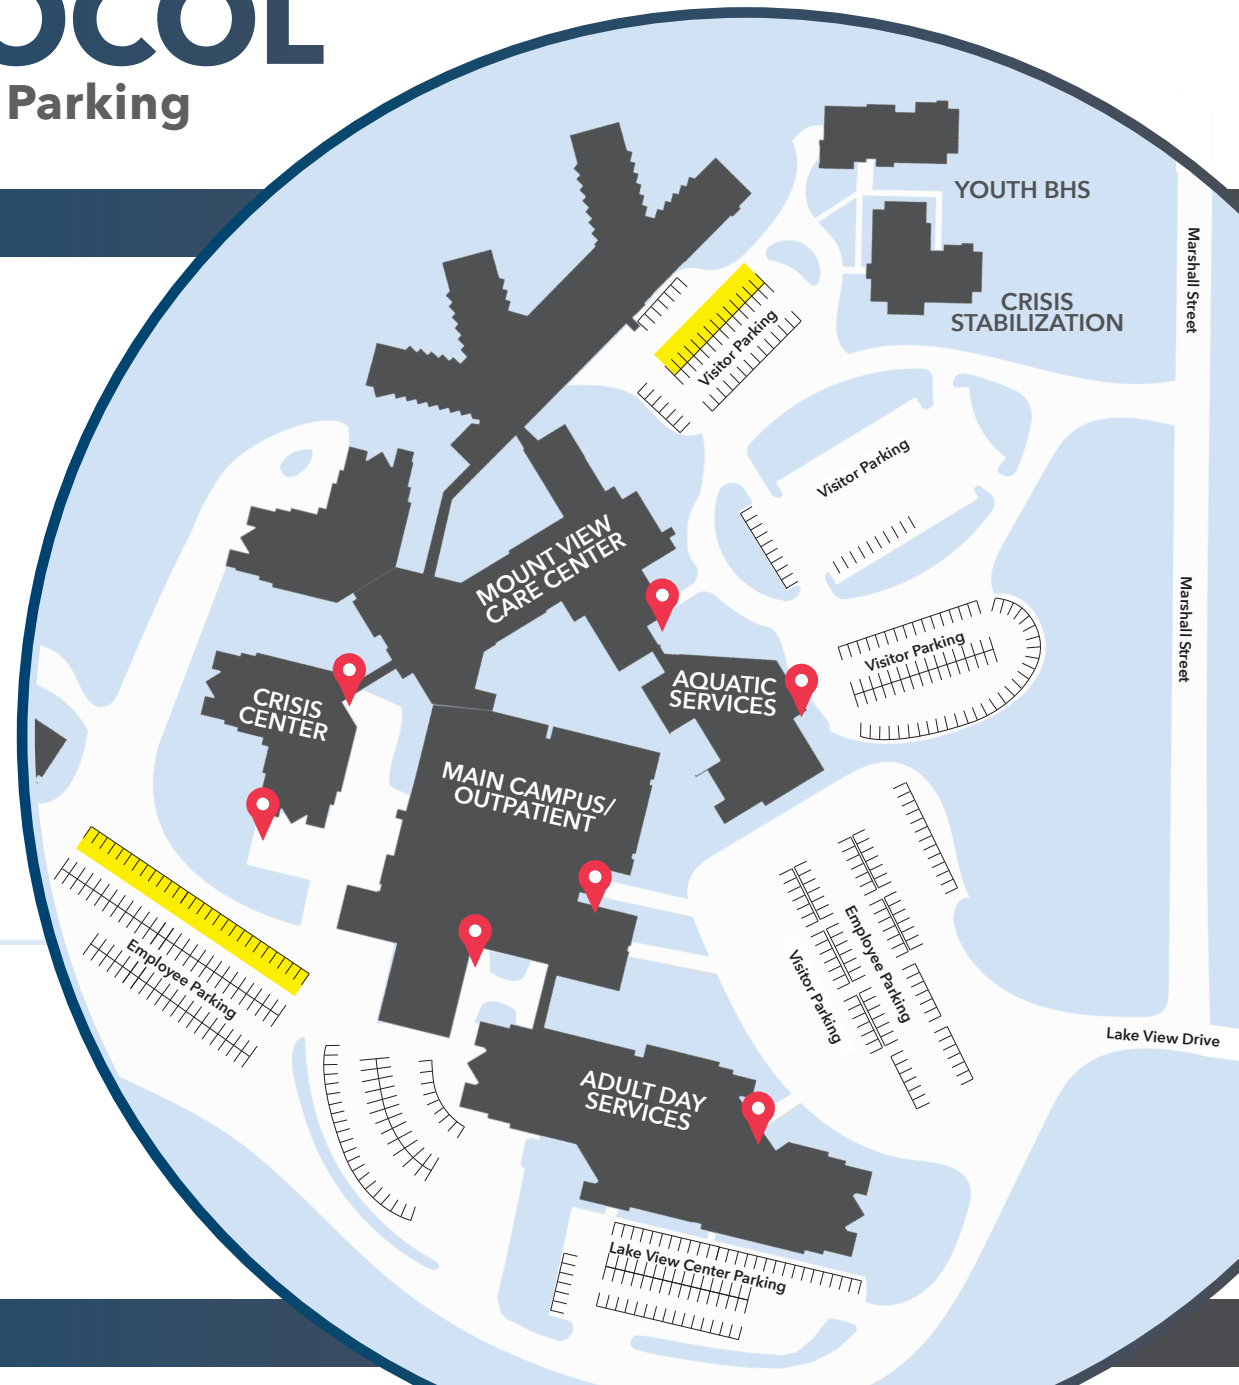 OCOL
Parking
YOUTH BHS
Marshall Street
CRISIS
STABILIZATION
Visitor Parking
Visitor Parking
MOUNT VIEW
CARE CENTER
Marshall Street
Visitor Parking
AQUATIC
SERVICES
CRISIS
CENTER
MAIN CAMPUS/
OUTPATIENT
Employee Parking
Visitor Parking
Employee Parking
Lake View Drive
ADULT DAY
SERVICES
Lake View Center Parking